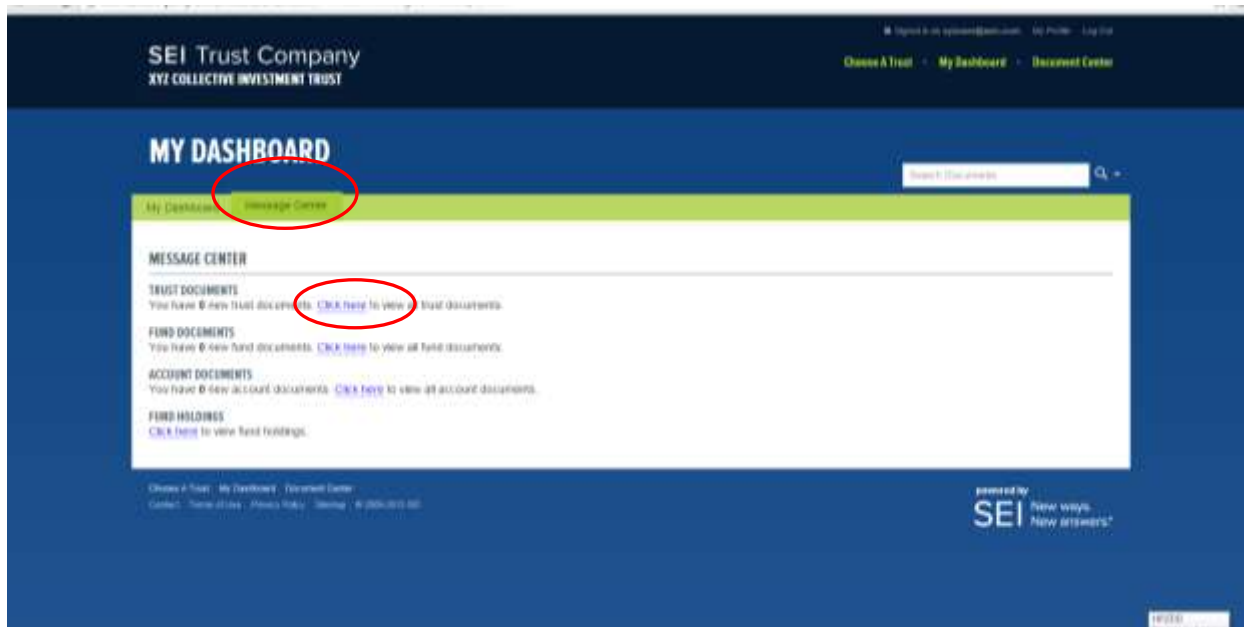 My Profile Log Out
SEI Trust Company
XYZ COLLECTIVE INVESTMENT TRUST
Choose A Trust My Dashboard Document Center
MY DASHBOARD
Search Documents
My Dashboard Message Center
MESSAGE CENTER
TRUST DOCUMENTS
You have 0 new trust documents. Click here to view all trust documents.
FUND DOCUMENTS
You have 0 new fund documents. Click here to view all fund documents.
ACCOUNT DOCUMENTS
You have 0 new account documents. Click here to view all account documents.
FUND HOLDINGS
Click here to view fund holdings.
Choose A Trust My Dashboard Document Center
Contact Terms of Use Privacy Policy Sitemap
powered by
SEI New ways.
New answers.®